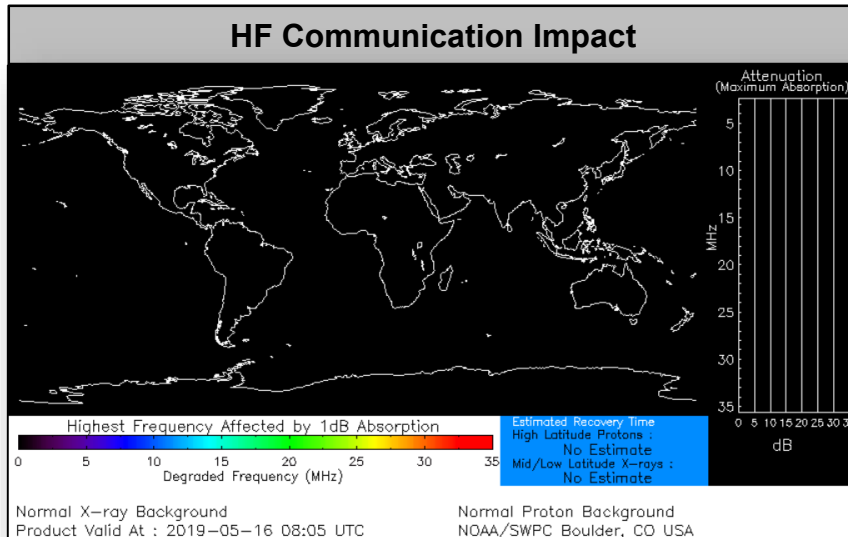 HF Communication Impact
Attenuation
(Maximum Absorption)
5
10
15
20
25
30
35
MHz
0 5 10 15 20 25 30
dB
Highest Frequency Affected by 1dB Absorption
0 5 10 15 20 25 30 35
Degraded Frequency (MHz)
Estimated Recovery Time
High Latitude Protons :
No Estimate
Mid/Low Latitude X-rays :
No Estimate
Normal X-ray Background
Product Valid At : 2019-05-16 08:05 UTC
Normal Proton Background
NOAA/SWPC Boulder, CO USA